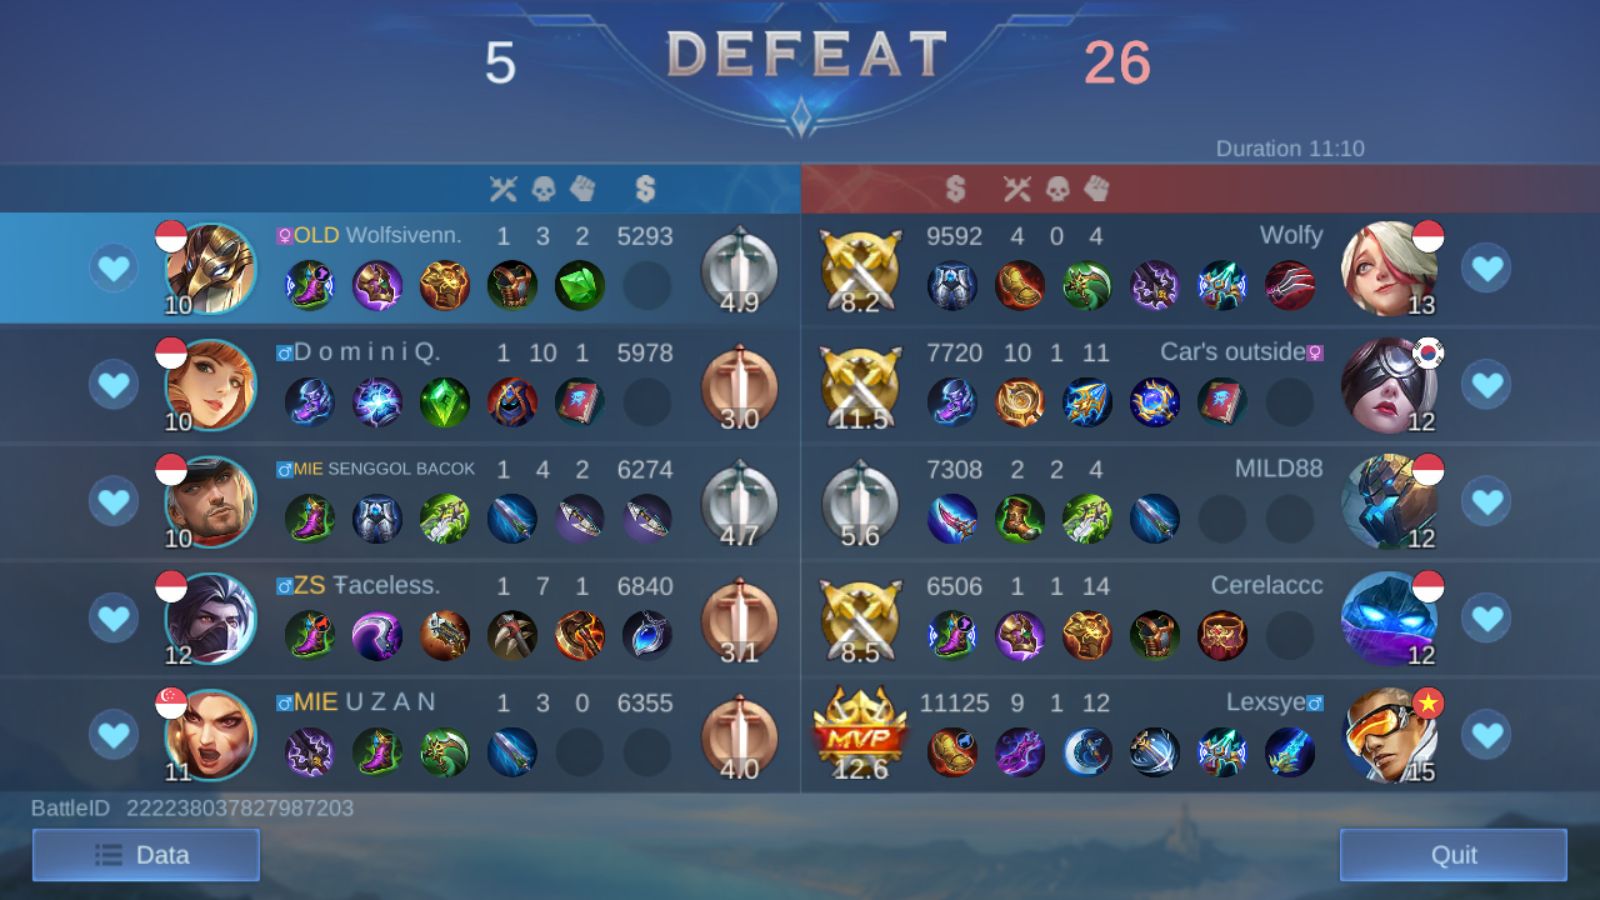 5 DEFEAT 26
Duration 11:10
OLD Wolfsivenn. 1 3 2 5293
10 4.9
9592 4 0 4 Wolfy
8.2 13
D o m i n i Q. 1 10 1 5978
10 3.0
7720 10 1 11 Car's outside
11.5 12
MIE SENGGOL BACOK 1 4 2 6274
10 4.7
7308 2 2 4 MILD88
5.6 12
ZS Ŧaceless. 1 7 1 6840
12 3.1
6506 1 1 14 Cerelaccc
8.5 12
MIE U Z A N 1 3 0 6355
11 4.0
11125 9 1 12 Lexsye
MVP
12.6 15
BattleID 222238037827987203
Data
Quit